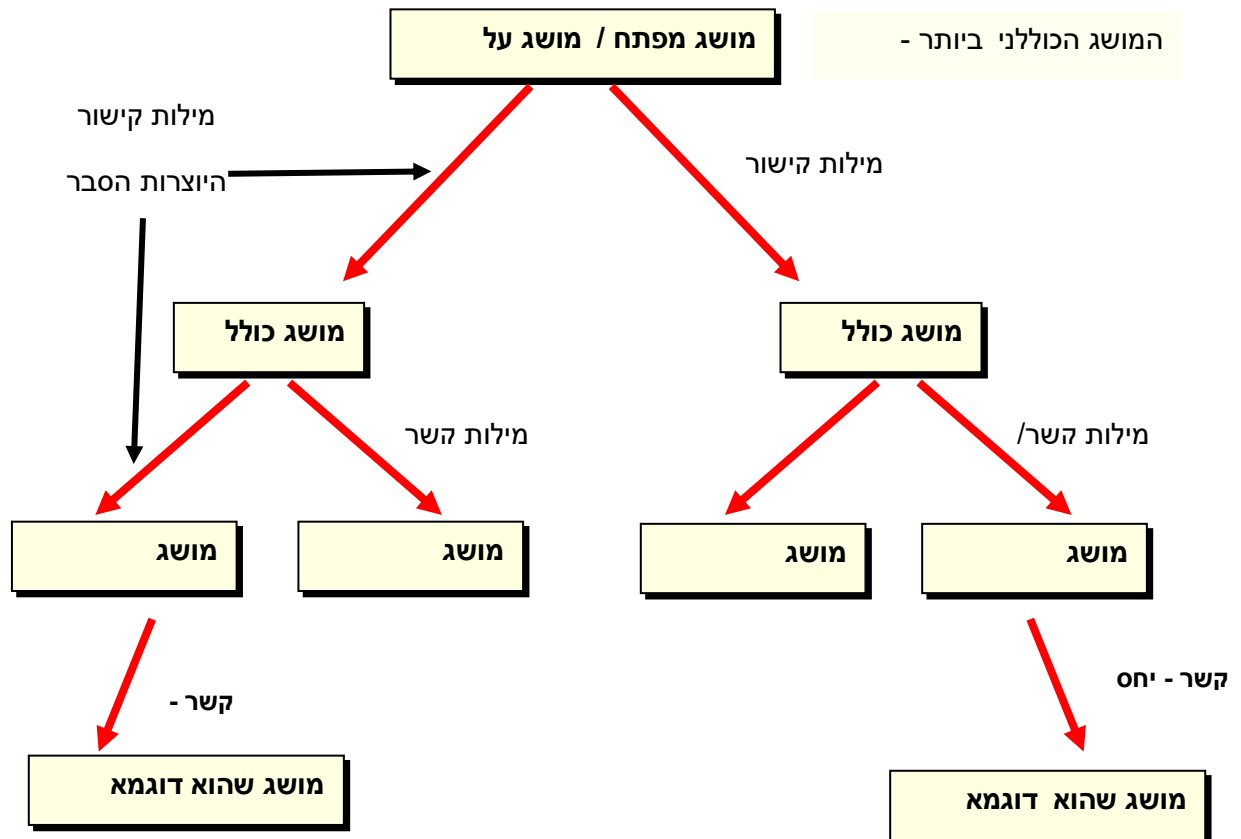 המושג הכוללני ביותר -
מושג מפתח / מושג על
מילות קישור
היוצרות הסבר
מילות קישור
מושג כולל
מושג כולל
מילות קשר/
מילות קשר
מושג
מושג
מושג
מושג
קשר - יחס
קשר -
מושג שהוא דוגמא
מושג שהוא דוגמא